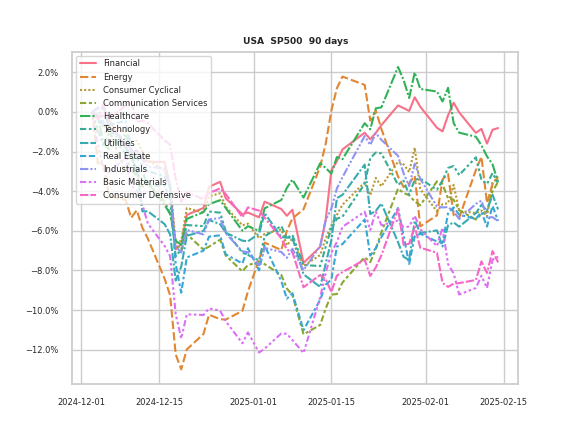 USA SP500 90 days
2.0%
0.0%
−2.0%
−4.0%
−6.0%
−8.0%
−10.0%
−12.0%
Financial
Energy
Consumer Cyclical
Communication Services
Healthcare
Technology
Utilities
Real Estate
Industrials
Basic Materials
Consumer Defensive
2024-12-01 2024-12-15 2025-01-01 2025-01-15 2025-02-01 2025-02-15